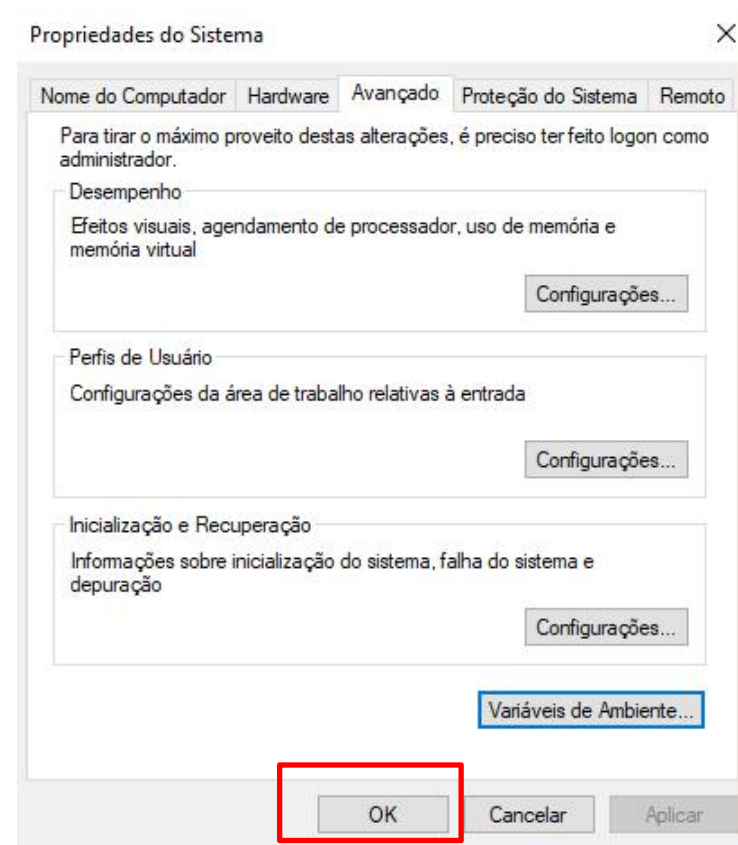 Propriedades do Sistema
Nome do Computador Hardware Avançado Proteção do Sistema Remoto
Para tirar o máximo proveito destas alterações, é preciso ter feito logon como
administrador.
Desempenho
Efeitos visuais, agendamento de processador, uso de memória e
memória virtual
Configurações...
Perfis de Usuário
Configurações da área de trabalho relativas à entrada
Configurações...
Inicialização e Recuperação
Informações sobre inicialização do sistema, falha do sistema e
depuração
Configurações...
Variáveis de Ambiente...
OK Cancelar Aplicar